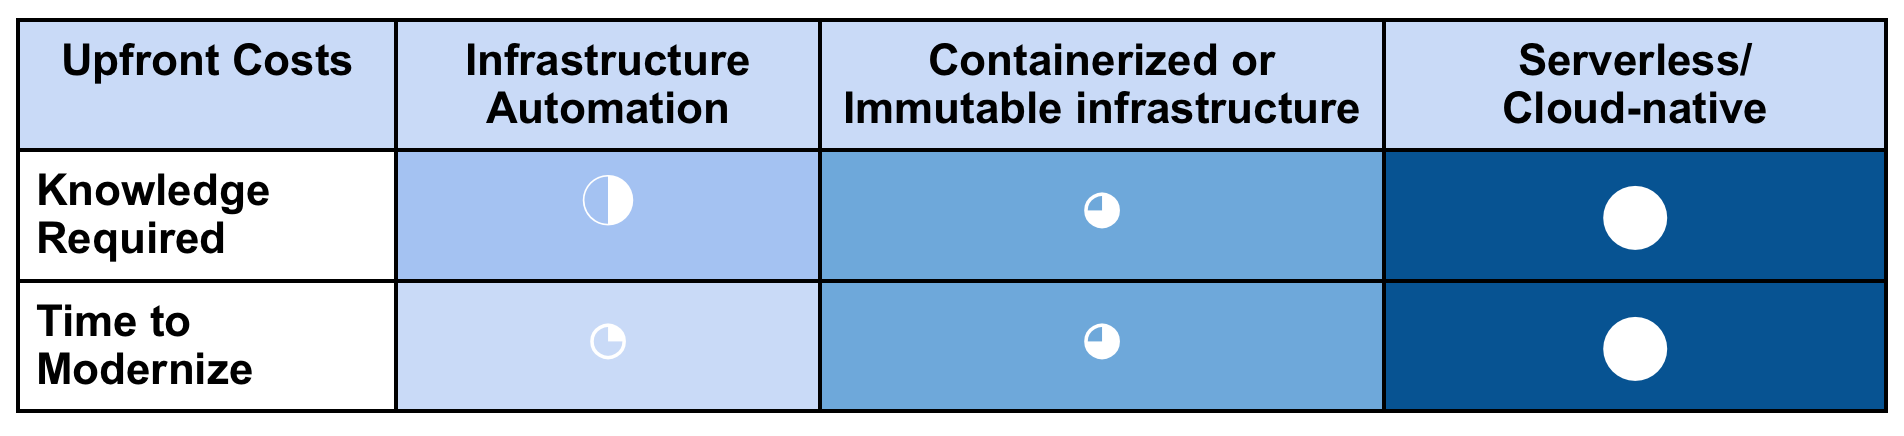 Upfront Costs
Infrastructure
Automation
Containerized or
Immutable infrastructure
Serverless/
Cloud-native
Knowledge
Required
Time to
Modernize